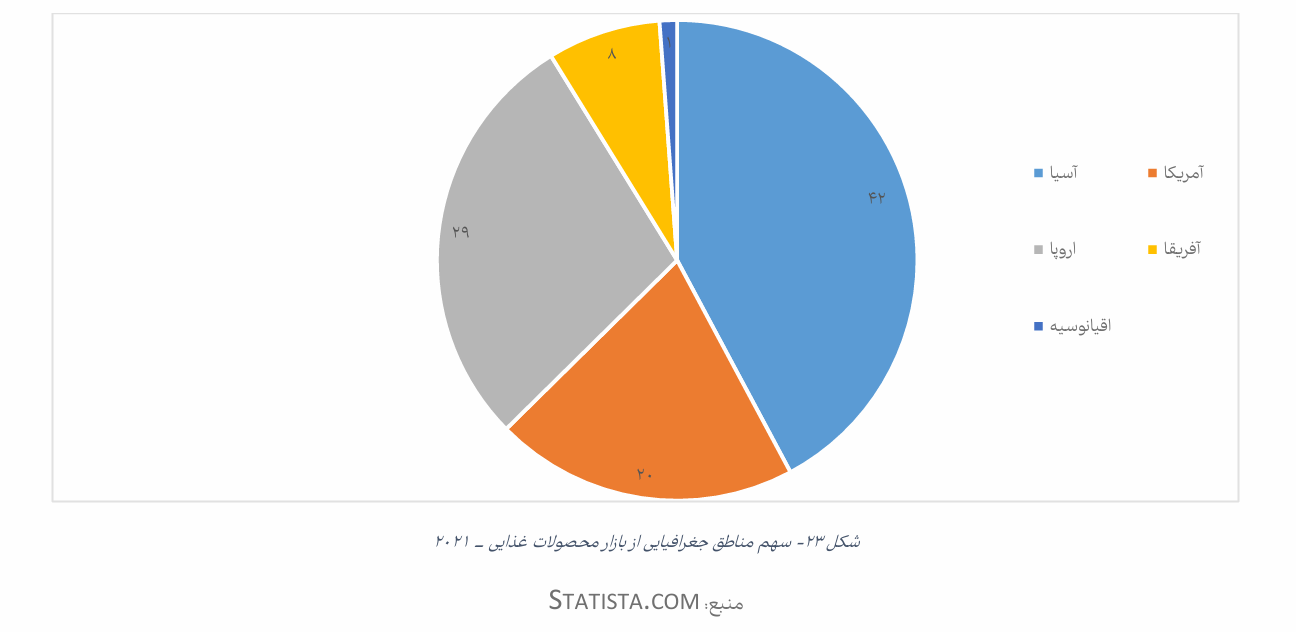 ۱
۸
۴۲
۲۹
۲۰
آسیا
آمریکا
اروپا
آفریقا
اقیانوسیه
شکل ۲۳- سهم مناطق جغرافیایی از بازار محصولات غذایی – ۲۰۲۱
منبع: STATISTA.COM